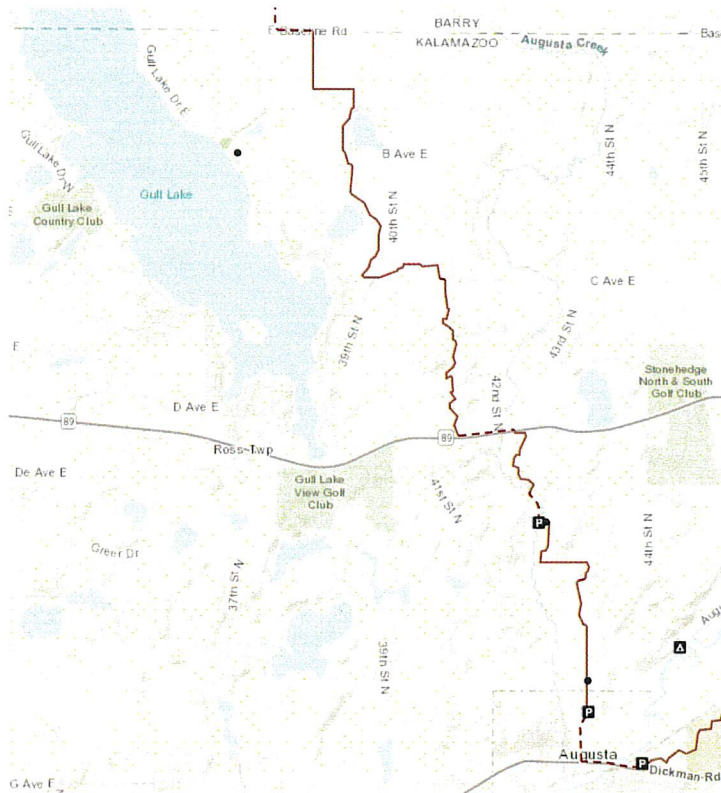 BARRY
E Baseline Rd
KALAMAZOO
Augusta Creek
Gull Lake Dr E
44th St N
45th St N
B Ave E
Gull Lake Dr W
Gull Lake
Gull Lake
Country Club
40th St N
C Ave E
39th St N
43rd St N
E
Stonehedge
North & South
Golf Club
42nd St N
D Ave E
89
89
Ross-Twp
De Ave E
Gull Lake
View Golf
Club
41st St N
P
44th St N
Greer Dr
37th St N
39th St N
P
Augusta
P
Dickman-Rd
G Ave E